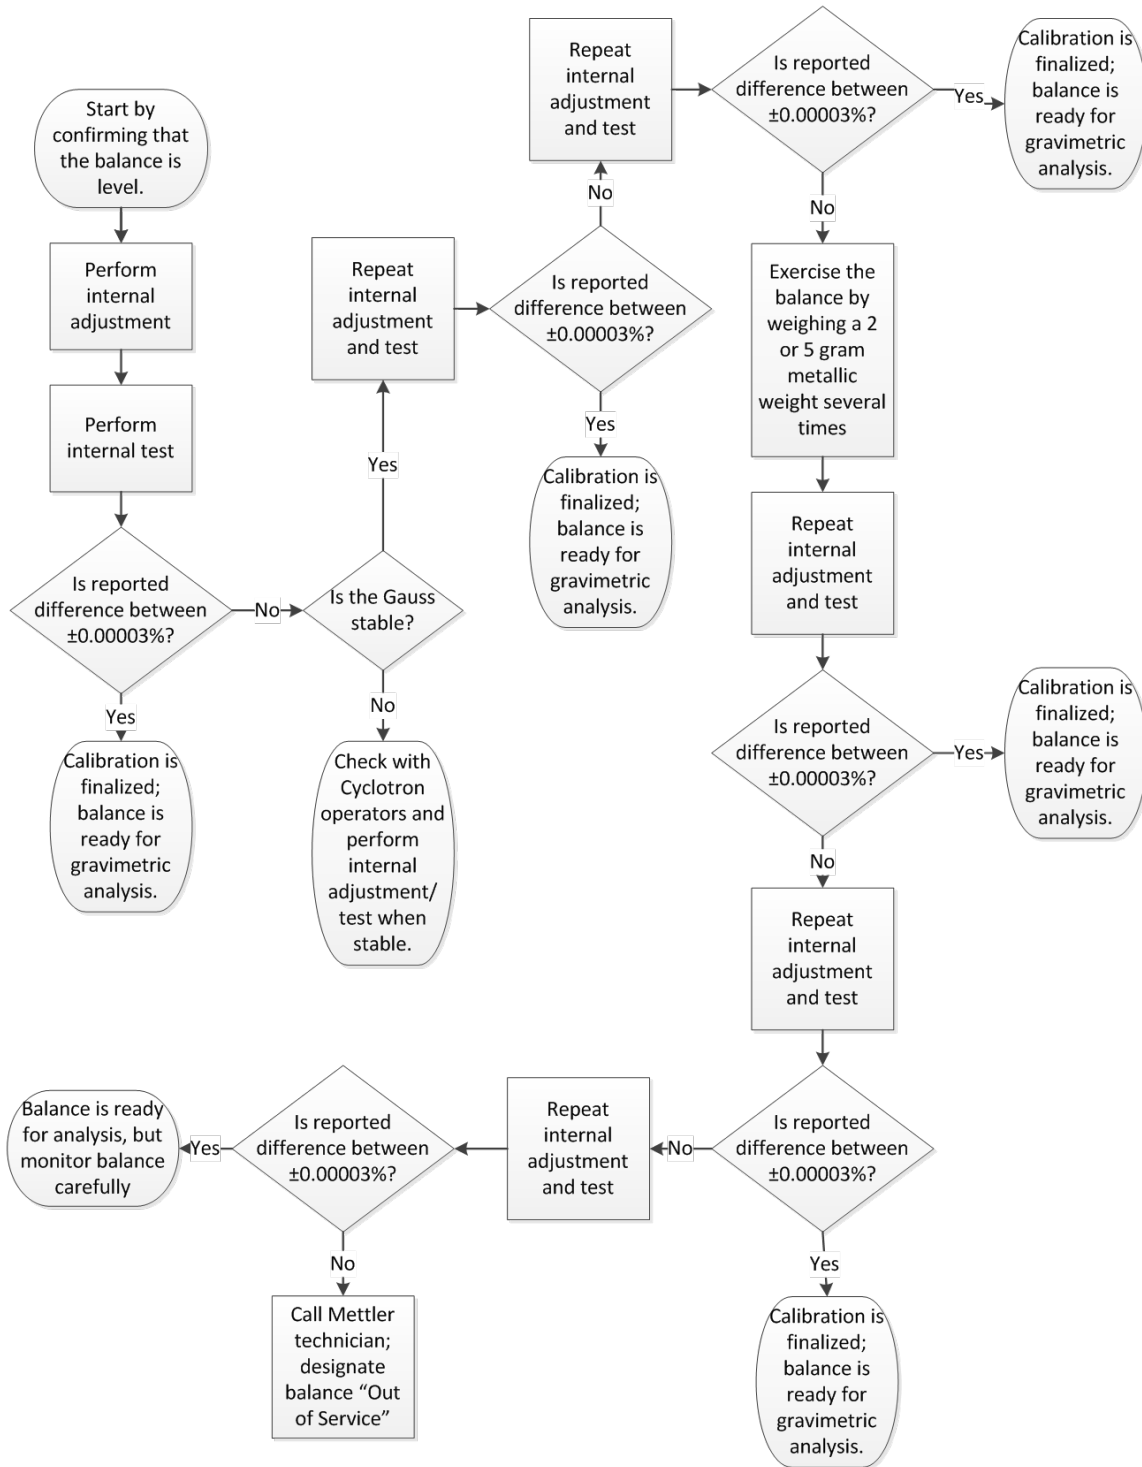 Start by
confirming that
the balance is
level.
Perform
internal
adjustment
Perform
internal test
Is reported
difference between
±0.00003%?
Yes
Calibration is
finalized;
balance is
ready for
gravimetric
analysis.
No
Is the Gauss
stable?
No
Check with
Cyclotron
operators and
perform
internal
adjustment/
test when
stable.
Yes
Repeat
internal
adjustment
and test
Is reported
difference between
±0.00003%?
Yes
Calibration is
finalized;
balance is
ready for
gravimetric
analysis.
No
Repeat
internal
adjustment
and test
Is reported
difference between
±0.00003%?
Yes
Calibration is
finalized;
balance is
ready for
gravimetric
analysis.
No
Exercise the
balance by
weighing a 2
or 5 gram
metallic
weight several
times
Repeat
internal
adjustment
and test
Is reported
difference between
±0.00003%?
Yes
Calibration is
finalized;
balance is
ready for
gravimetric
analysis.
No
Repeat
internal
adjustment
and test
Is reported
difference between
±0.00003%?
Yes
Calibration is
finalized;
balance is
ready for
gravimetric
analysis.
No
Repeat
internal
adjustment
and test
Is reported
difference between
±0.00003%?
Yes
Balance is ready
for analysis, but
monitor balance
carefully
No
Call Mettler
technician;
designate
balance “Out
of Service”